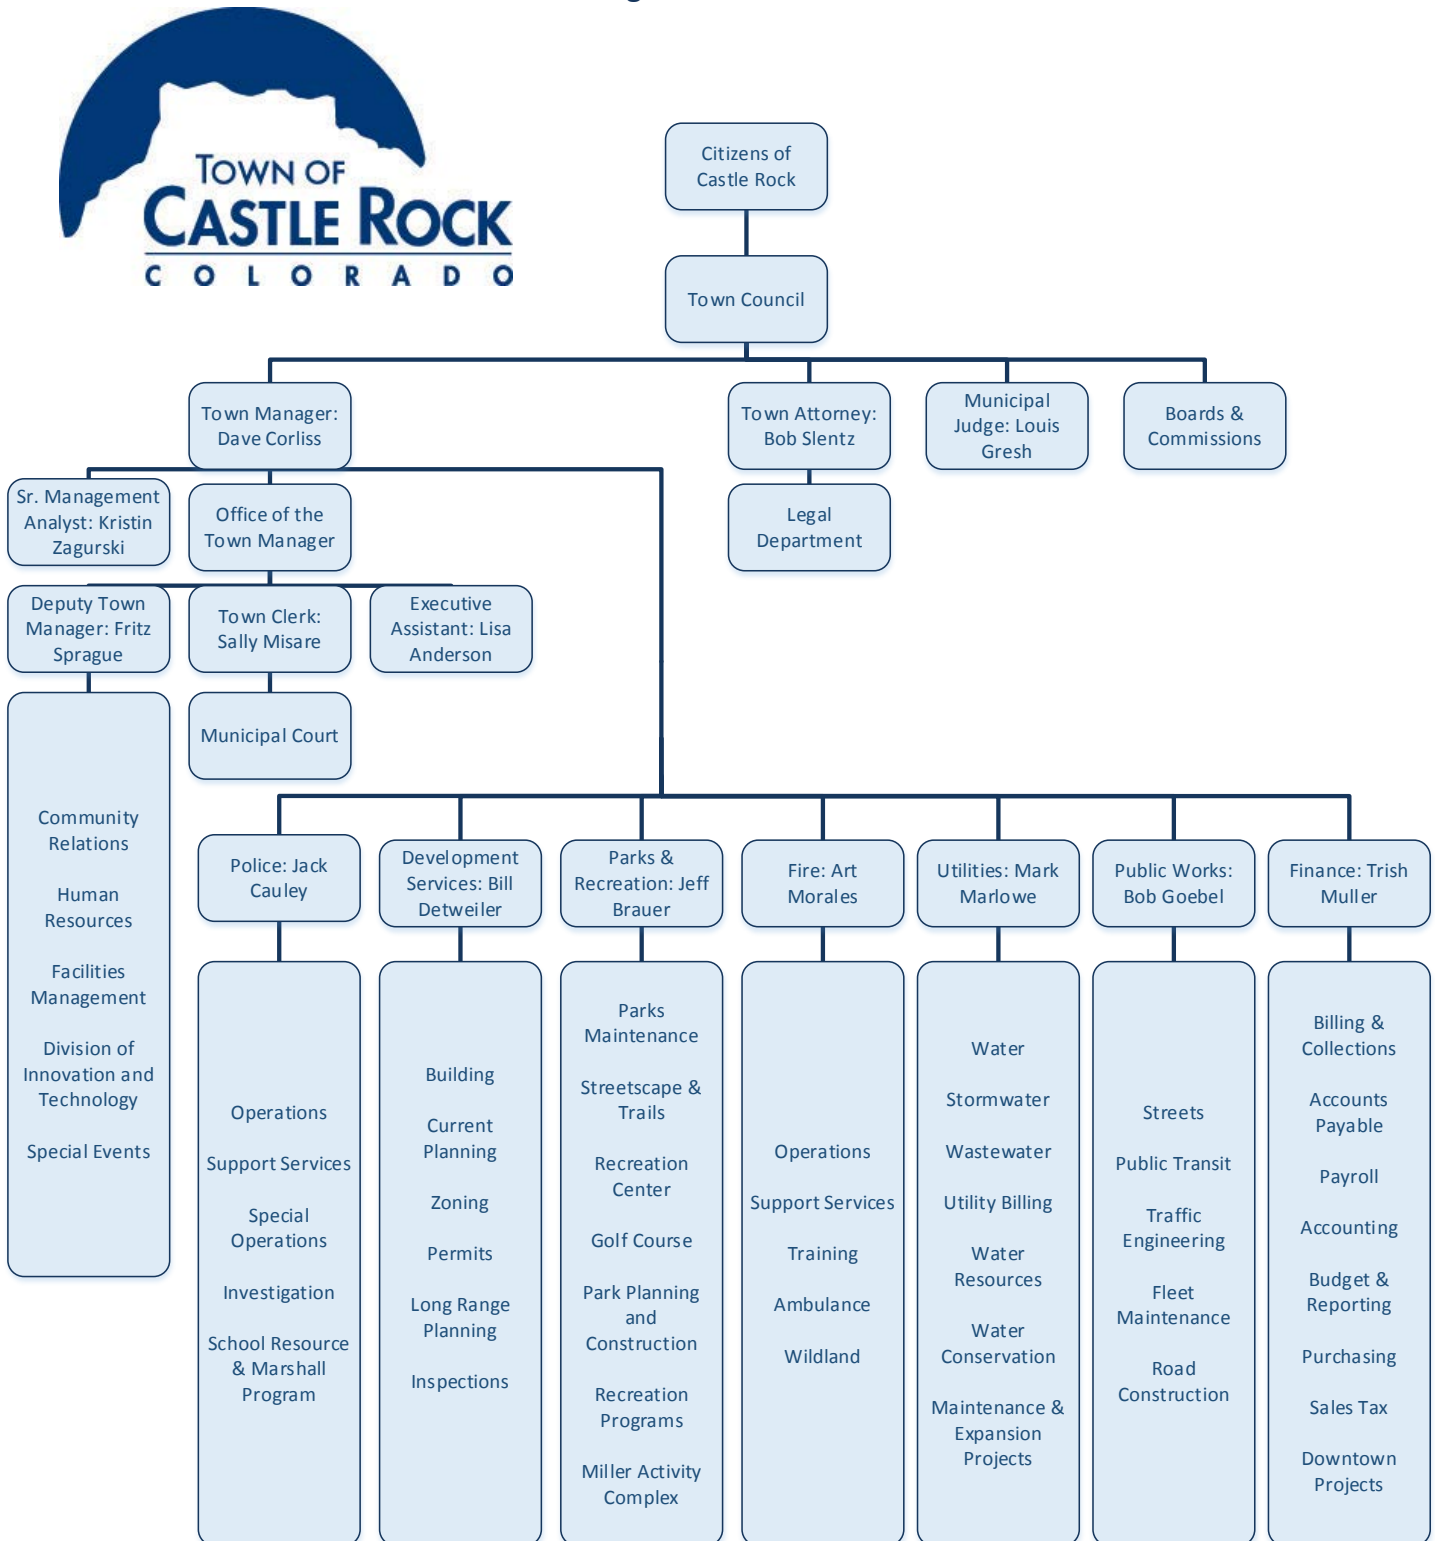 TOWN OF
CASTLE ROCK
COLORADO
Citizens of
Castle Rock
Town Council
Town Manager:
Dave Corliss
Town Attorney:
Bob Slentz
Municipal
Judge: Louis
Gresh
Boards &
Commissions
Sr. Management
Analyst: Kristin
Zagurski
Office of the
Town Manager
Legal
Department
Deputy Town
Manager: Fritz
Sprague
Town Clerk:
Sally Misare
Executive
Assistant: Lisa
Anderson
Municipal Court
Community
Relations
Human
Resources
Facilities
Management
Division of
Innovation and
Technology
Special Events
Police: Jack
Cauley
Development
Services: Bill
Detweiler
Parks &
Recreation: Jeff
Brauer
Fire: Art
Morales
Utilities: Mark
Marlowe
Public Works:
Bob Goebel
Finance: Trish
Muller
Operations
Support Services
Special
Operations
Investigation
School Resource
& Marshall
Program
Building
Current
Planning
Zoning
Permits
Long Range
Planning
Inspections
Parks
Maintenance
Streetscape &
Trails
Recreation
Center
Golf Course
Park Planning
and
Construction
Recreation
Programs
Miller Activity
Complex
Operations
Support Services
Training
Ambulance
Wildland
Water
Stormwater
Wastewater
Utility Billing
Water
Resources
Water
Conservation
Maintenance &
Expansion
Projects
Streets
Public Transit
Traffic
Engineering
Fleet
Maintenance
Road
Construction
Billing &
Collections
Accounts
Payable
Payroll
Accounting
Budget &
Reporting
Purchasing
Sales Tax
Downtown
Projects